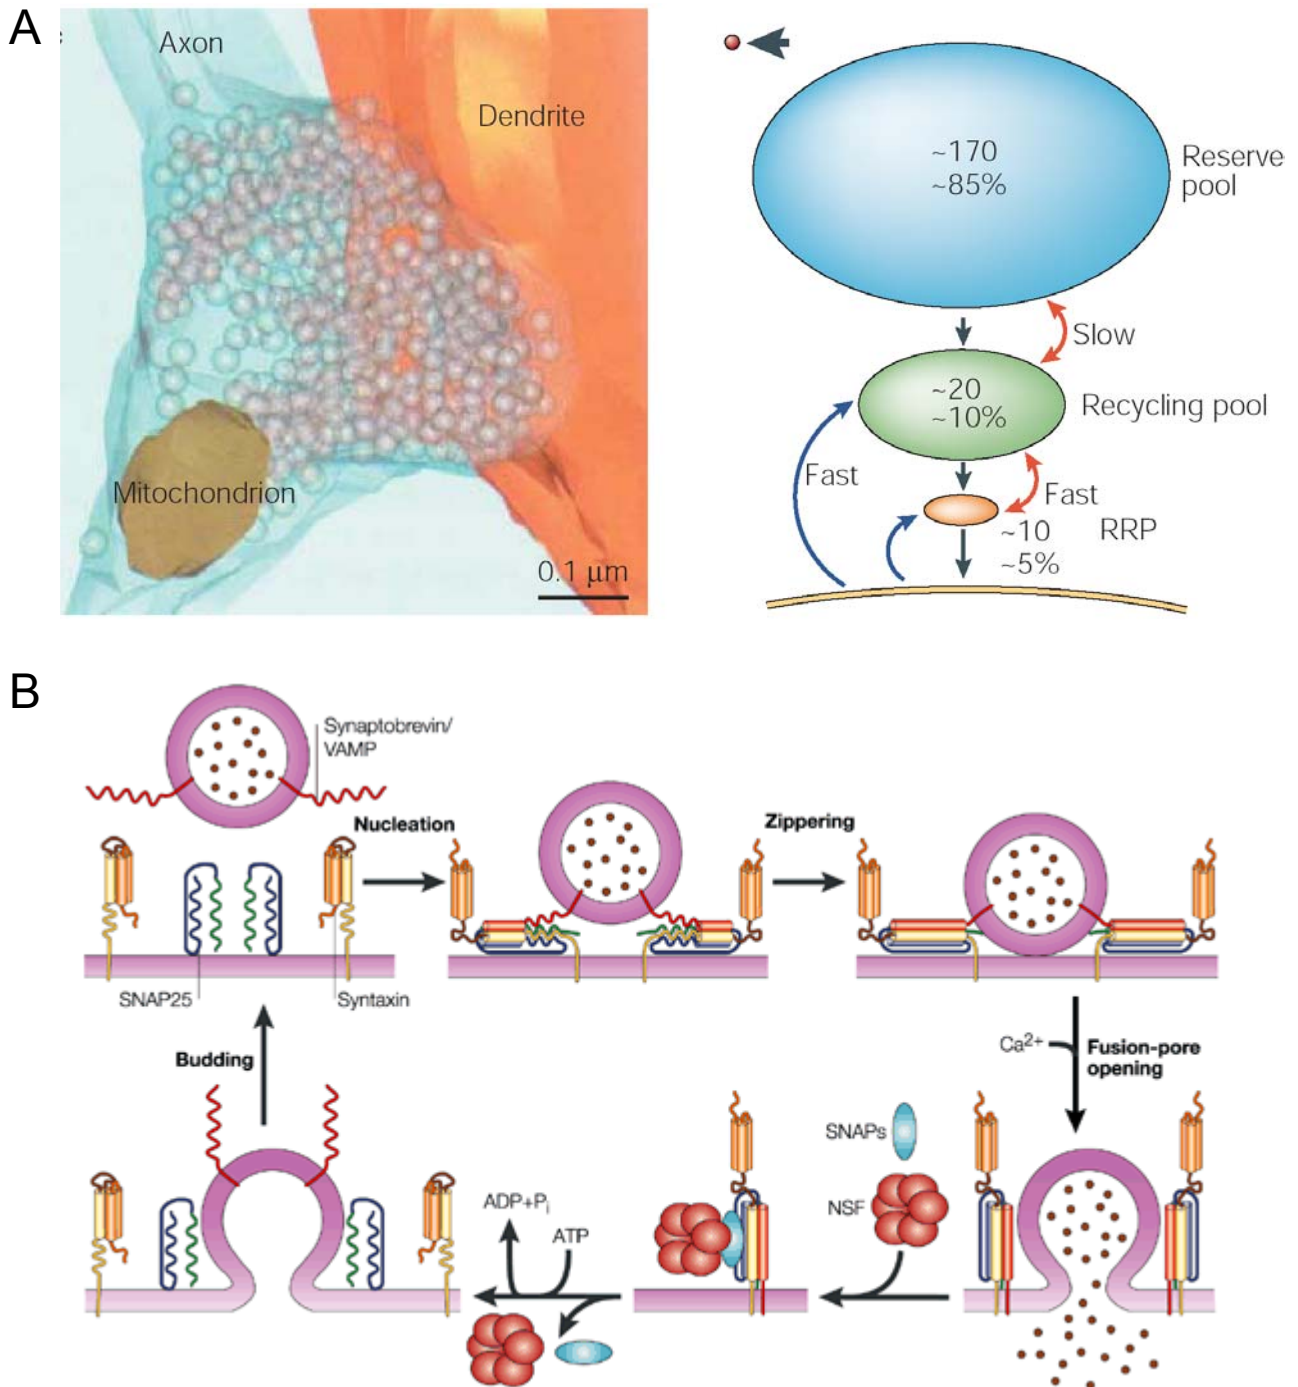 A
Axon
Dendrite
Mitochondrion
0.1 μm
~170
~85%
Reserve
pool
Slow
~20
~10%
Recycling pool
Fast
Fast
~10
~5%
RRP
B
Synaptobrevin/
VAMP
Nucleation
Zippering
SNAP25
Syntaxin
Budding
Ca²⁺
Fusion-pore
opening
SNAPs
NSF
ADP+Pᵢ
ATP